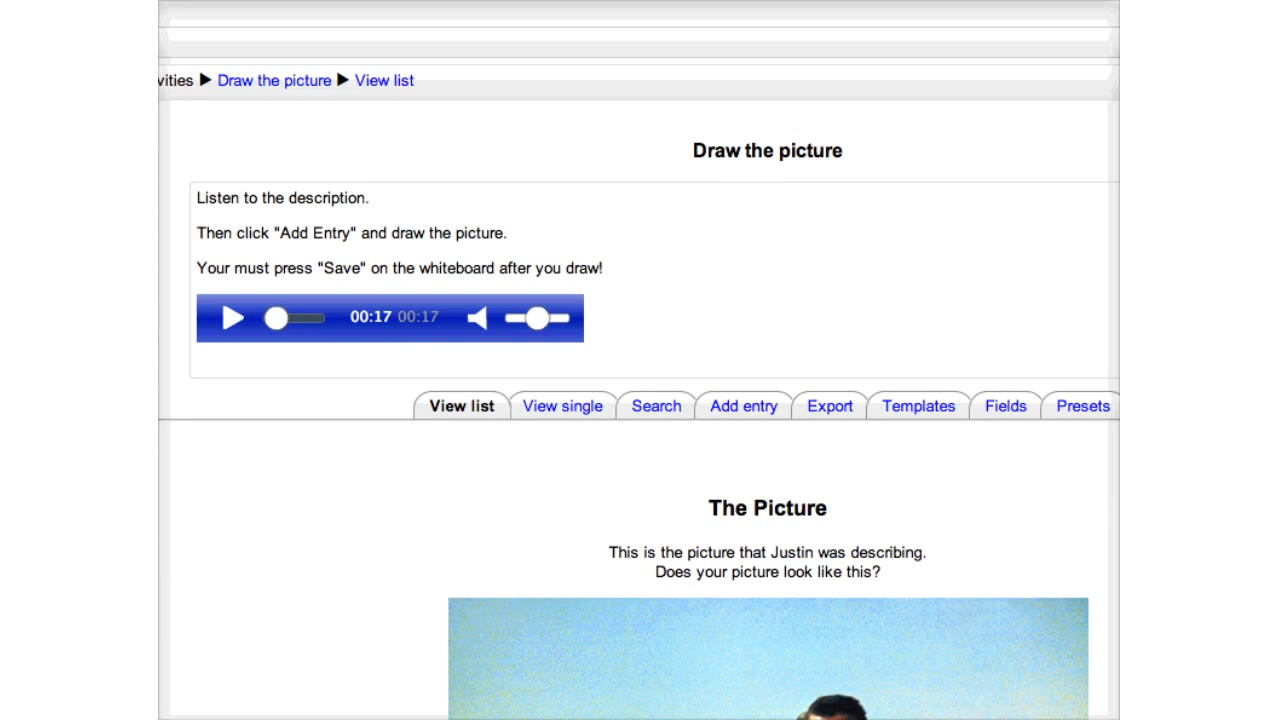 vities ► Draw the picture ► View list
Draw the picture
Listen to the description.
Then click "Add Entry" and draw the picture.
Your must press "Save" on the whiteboard after you draw!
00:17 00:17
View list View single Search Add entry Export Templates Fields Presets
The Picture
This is the picture that Justin was describing.
Does your picture look like this?